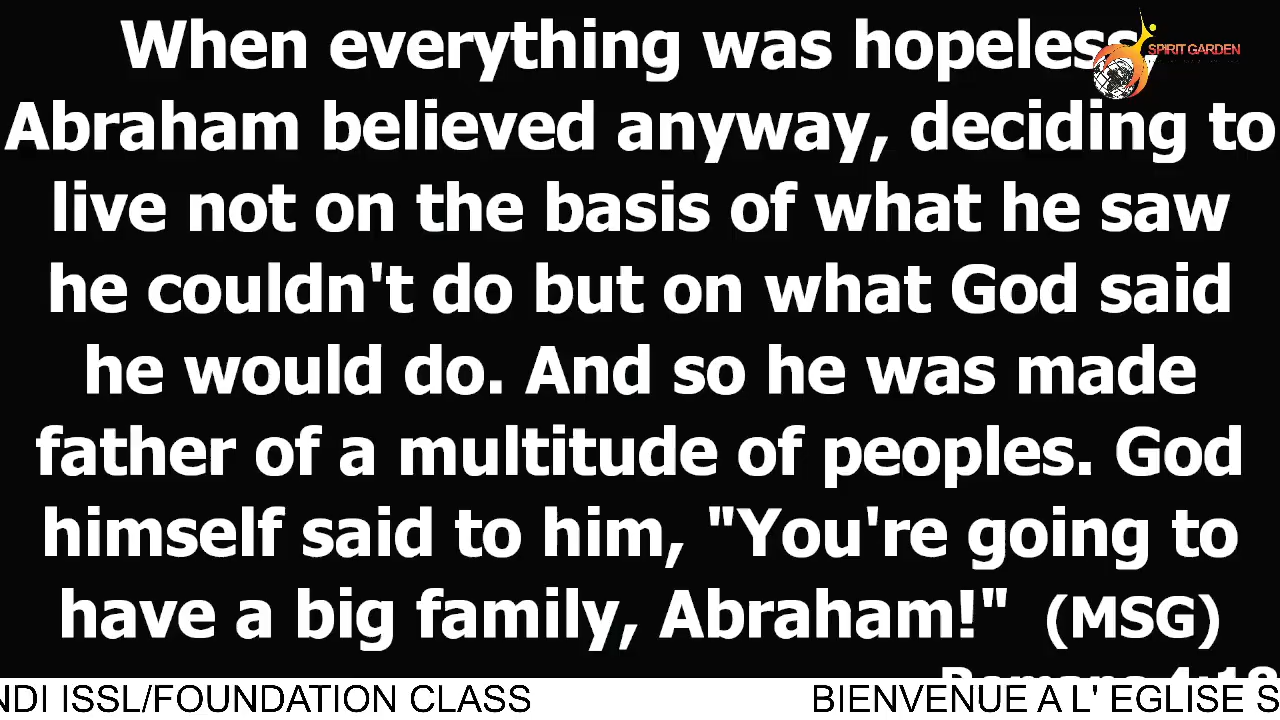 When everything was hopeless,
Abraham believed anyway, deciding to
live not on the basis of what he saw
he couldn't do but on what God said
he would do. And so he was made
father of a multitude of peoples. God
himself said to him, "You're going to
have a big family, Abraham!" (MSG)
Romans 4:18
SPIRIT GARDEN
NDI ISSL/FOUNDATION CLASS BIENVENUE A L' EGLISE S